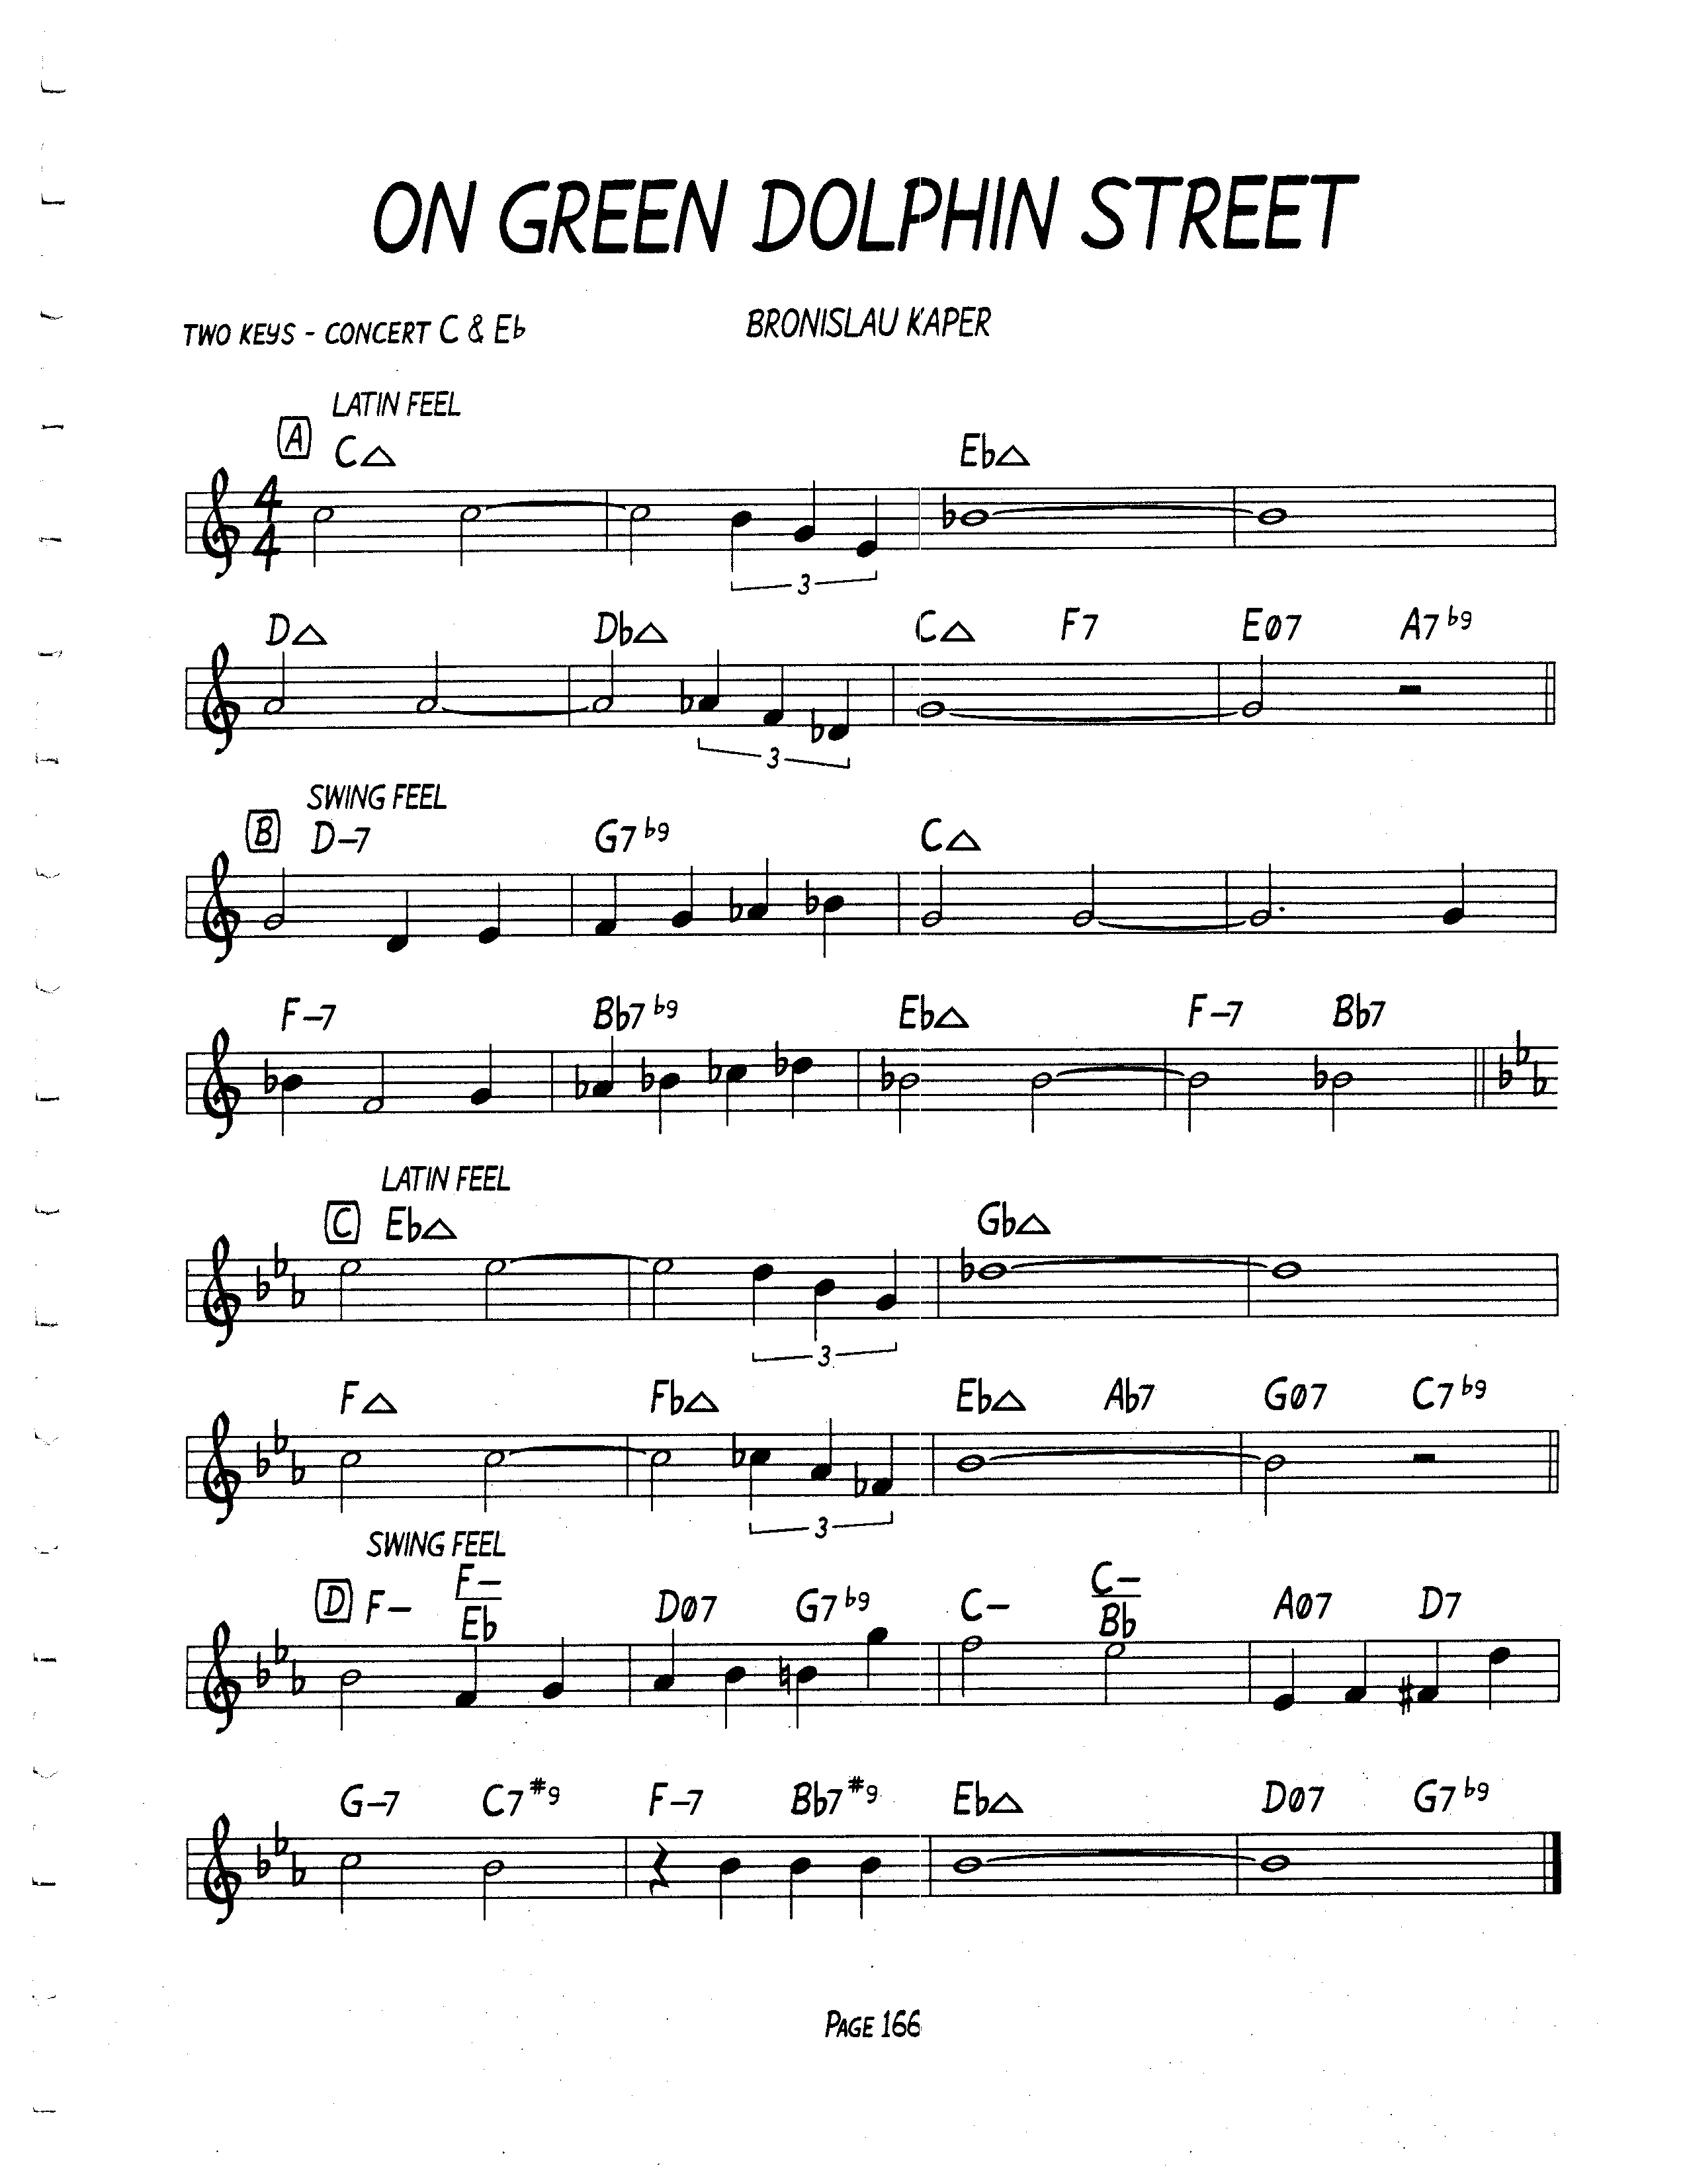 ON GREEN DOLPHIN STREET
TWO KEYS - CONCERT C & E♭
BRONISLAU KAPER
LATIN FEEL
A C△ E♭△
4
4
3
D△ D♭△ C△ F7 EØ7 A7♭9
3
SWING FEEL
B D-7 G7♭9 C△
F-7 B♭7♭9 E♭△ F-7 B♭7
LATIN FEEL
C E♭△ G♭△
3
F△ F♭△ E♭△ A♭7 GØ7 C7♭9
3
SWING FEEL
D F- F-/E♭ DØ7 G7♭9 C- C-/B♭ AØ7 D7
G-7 C7#9 F-7 B♭7#9 E♭△ DØ7 G7♭9
PAGE 166